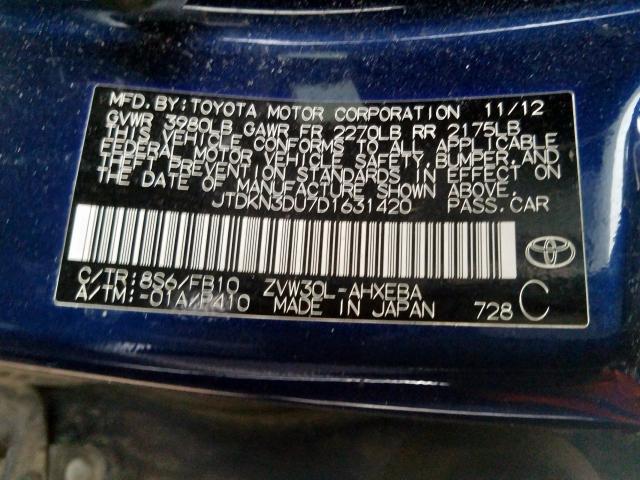 MFD.BY:TOYOTA MOTOR CORPORATION 11/12
GVWR 3980LB GAWR FR 2270LB RR 2175LB
THIS VEHICLE CONFORMS TO ALL APPLICABLE
FEDERAL MOTOR VEHICLE SAFETY,BUMPER,AND
THEFT PREVENTION STANDARDS IN EFFECT ON
THE DATE OF MANUFACTURE SHOWN ABOVE.
JTDKN3DU7D1631420 PASS.CAR
C/TR:8S6/FB10 ZVW30L-AHXEBA
A/TM:-01A/P410 MADE IN JAPAN 728 C